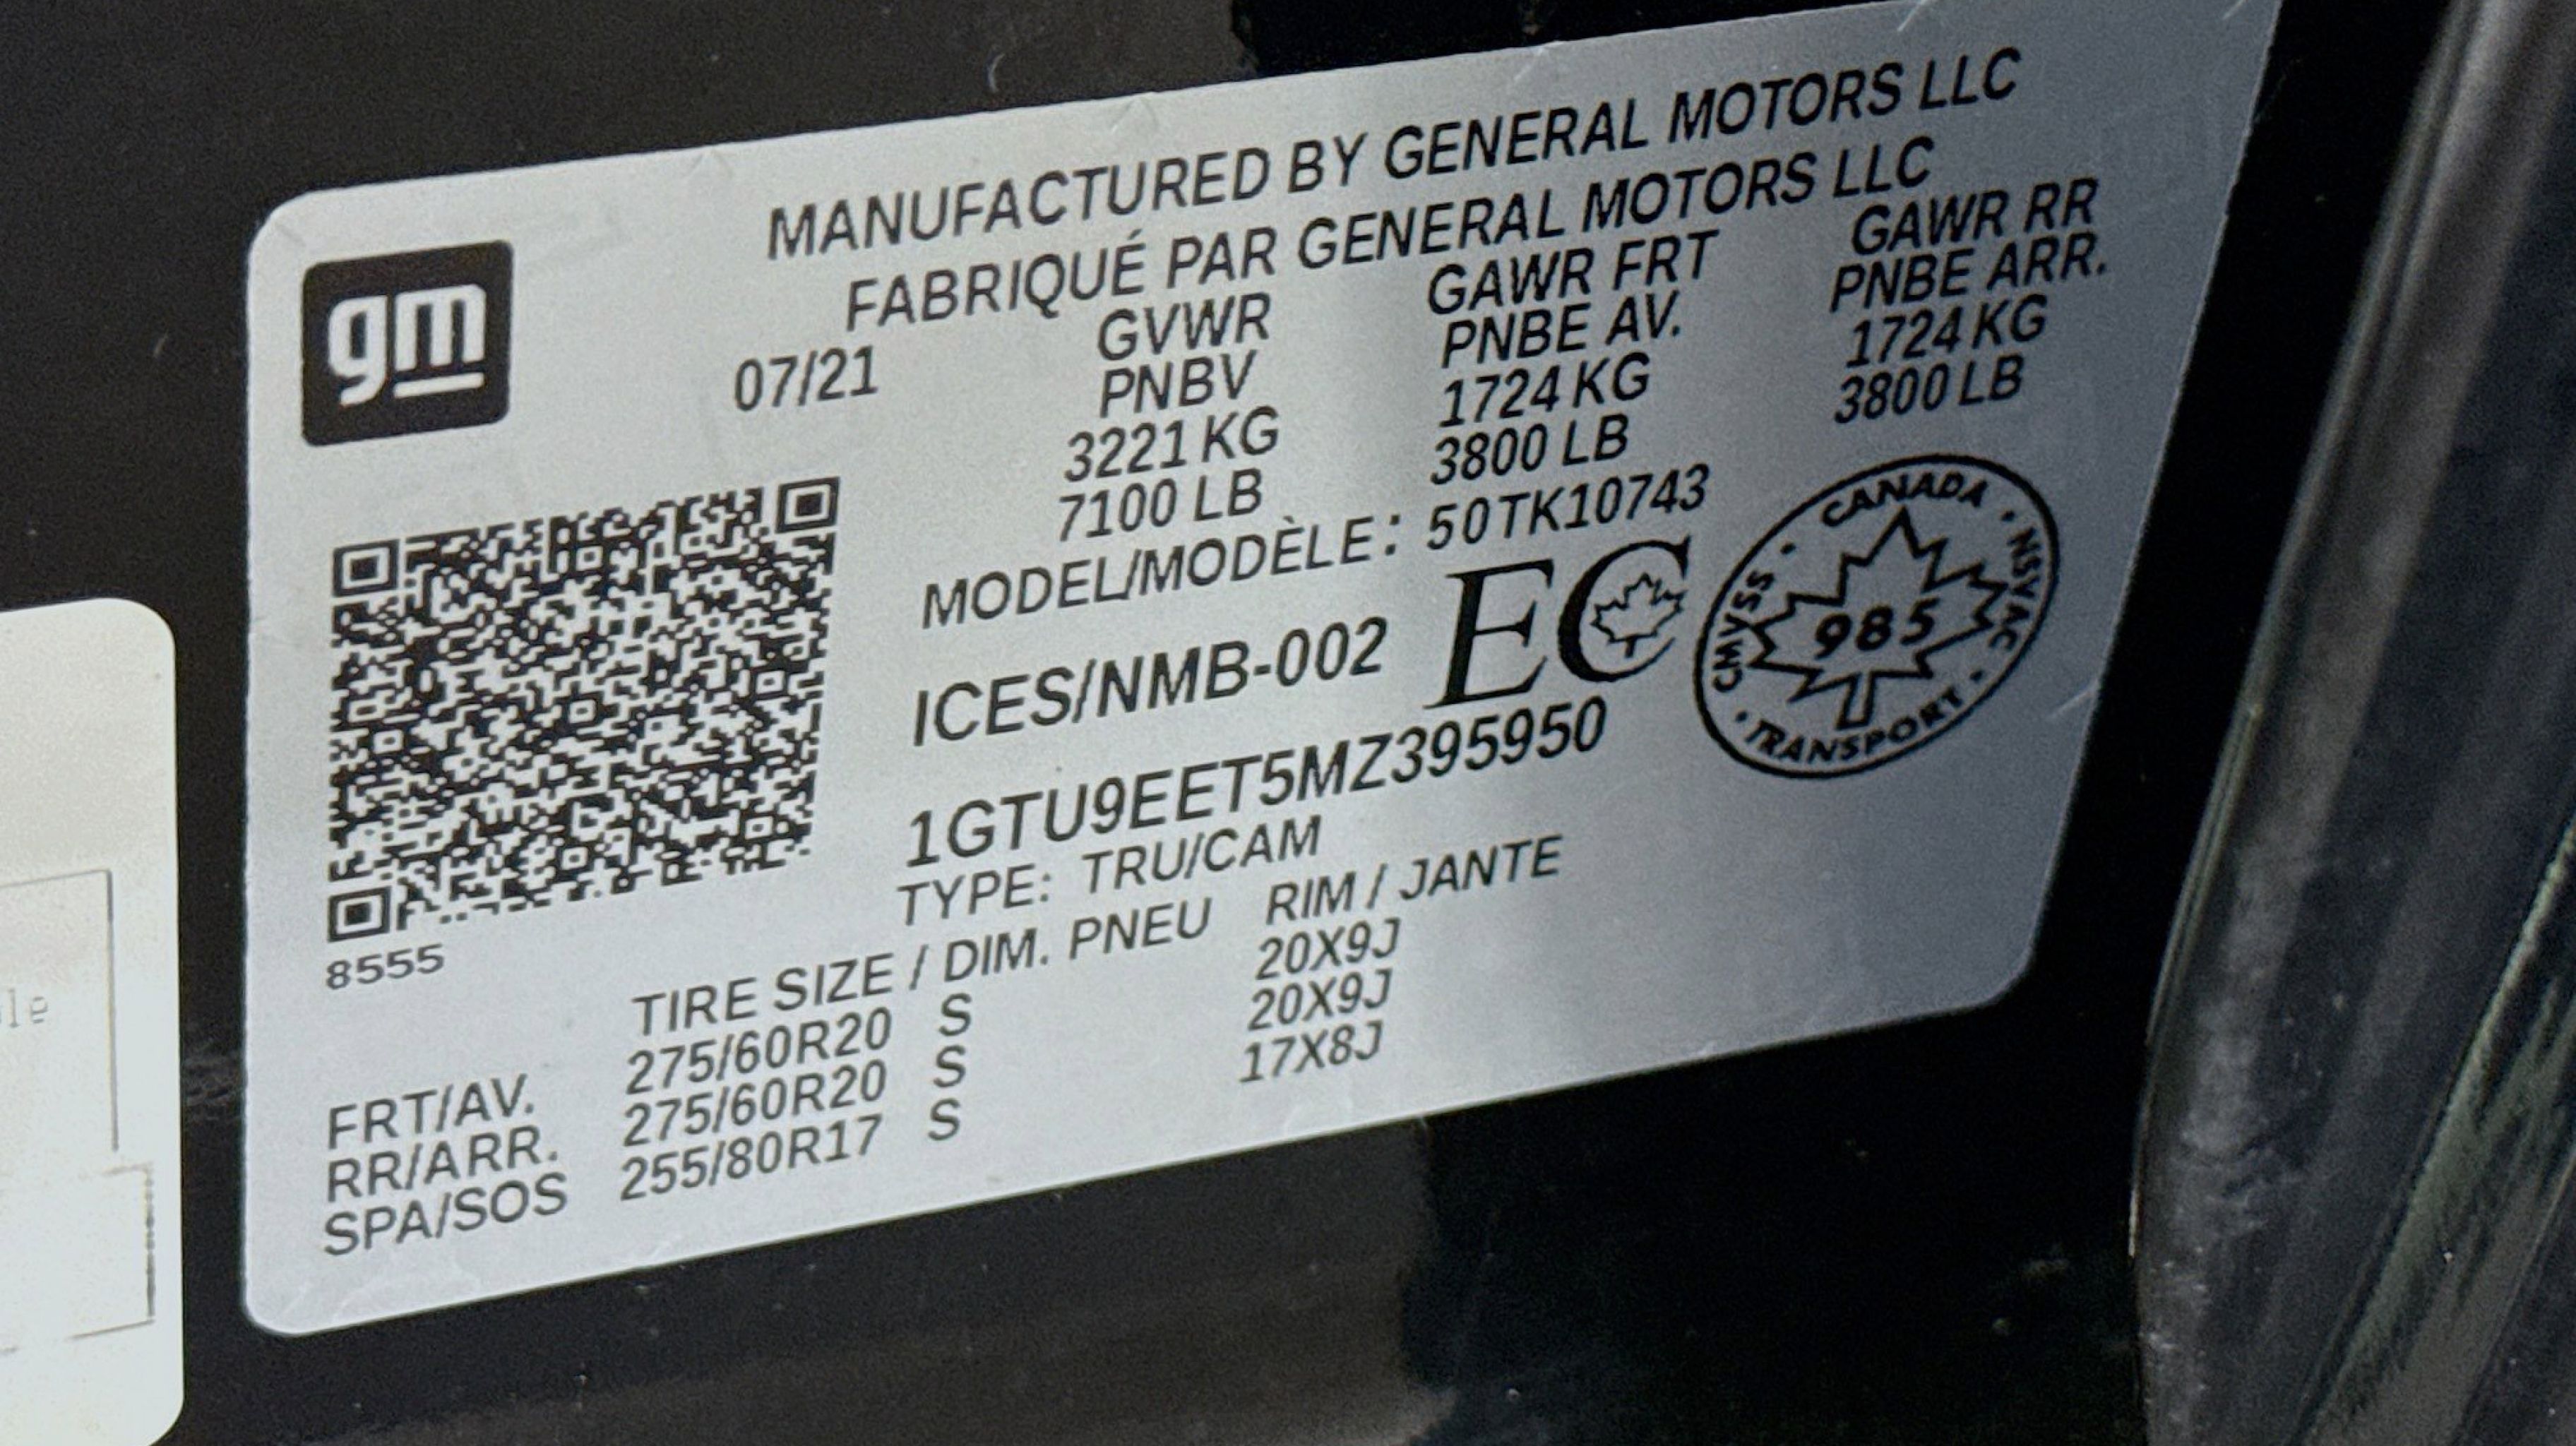 MANUFACTURED BY GENERAL MOTORS LLC
FABRIQUÉ PAR GENERAL MOTORS LLC
gm
07/21
GVWR
PNBV
3221 KG
7100 LB
GAWR FRT
PNBE AV.
1724 KG
3800 LB
GAWR RR
PNBE ARR.
1724 KG
3800 LB
MODEL/MODÈLE: 50TK10743
ICES/NMB-002 EC
CANADA • NSVAC • TRANSPORT • CMVSS •
985
1GTU9EET5MZ395950
TYPE: TRU/CAM
8555
TIRE SIZE / DIM. PNEU RIM / JANTE
FRT/AV. 275/60R20 S 20X9J
RR/ARR. 275/60R20 S 20X9J
SPA/SOS 255/80R17 S 17X8J